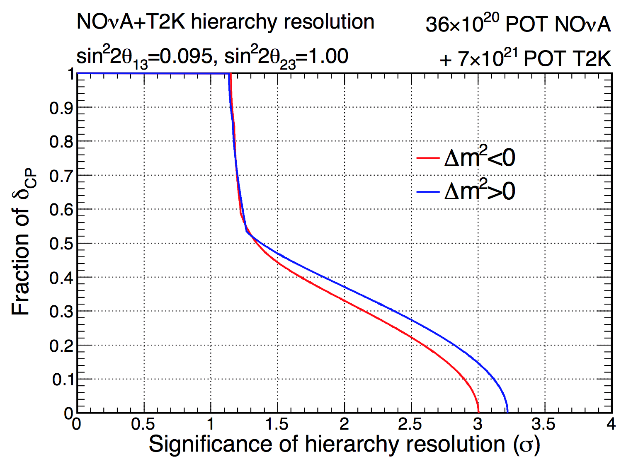 NOνA+T2K hierarchy resolution
36×10²⁰ POT NOνA
sin²2θ₁₃=0.095, sin²2θ₂₃=1.00
+ 7×10²¹ POT T2K
Fraction of δ_CP
1
0.9
0.8
0.7
0.6
0.5
0.4
0.3
0.2
0.1
0
Δm²<0
Δm²>0
0 0.5 1 1.5 2 2.5 3 3.5 4
Significance of hierarchy resolution (σ)